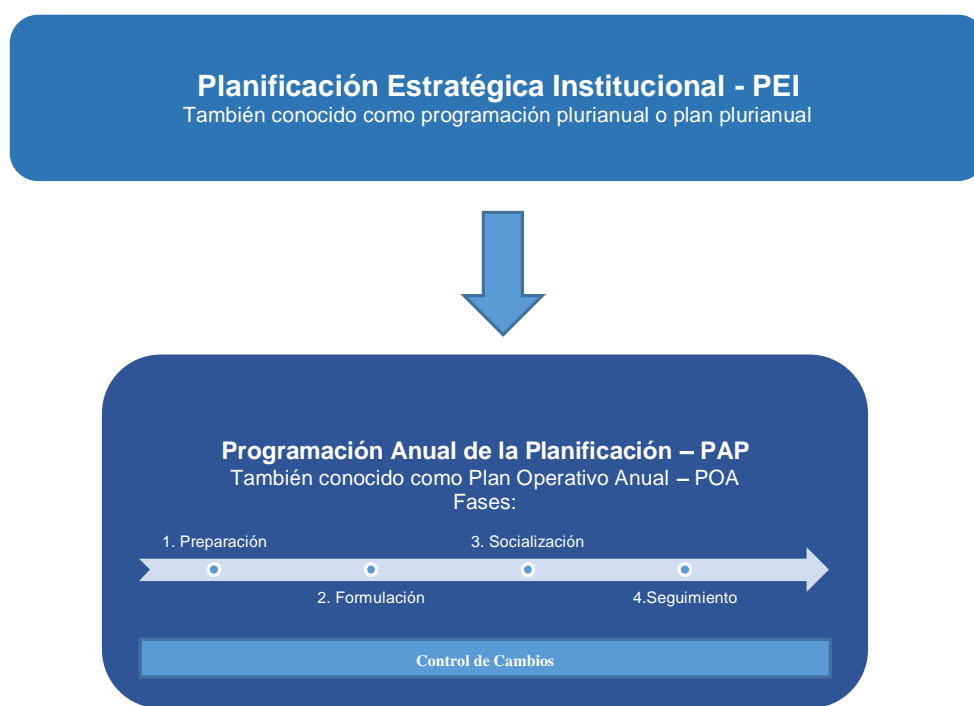 Planificación Estratégica Institucional - PEI
También conocido como programación plurianual o plan plurianual
Programación Anual de la Planificación – PAP
También conocido como Plan Operativo Anual – POA
Fases:
1. Preparación
3. Socialización
2. Formulación
4.Seguimiento
Control de Cambios